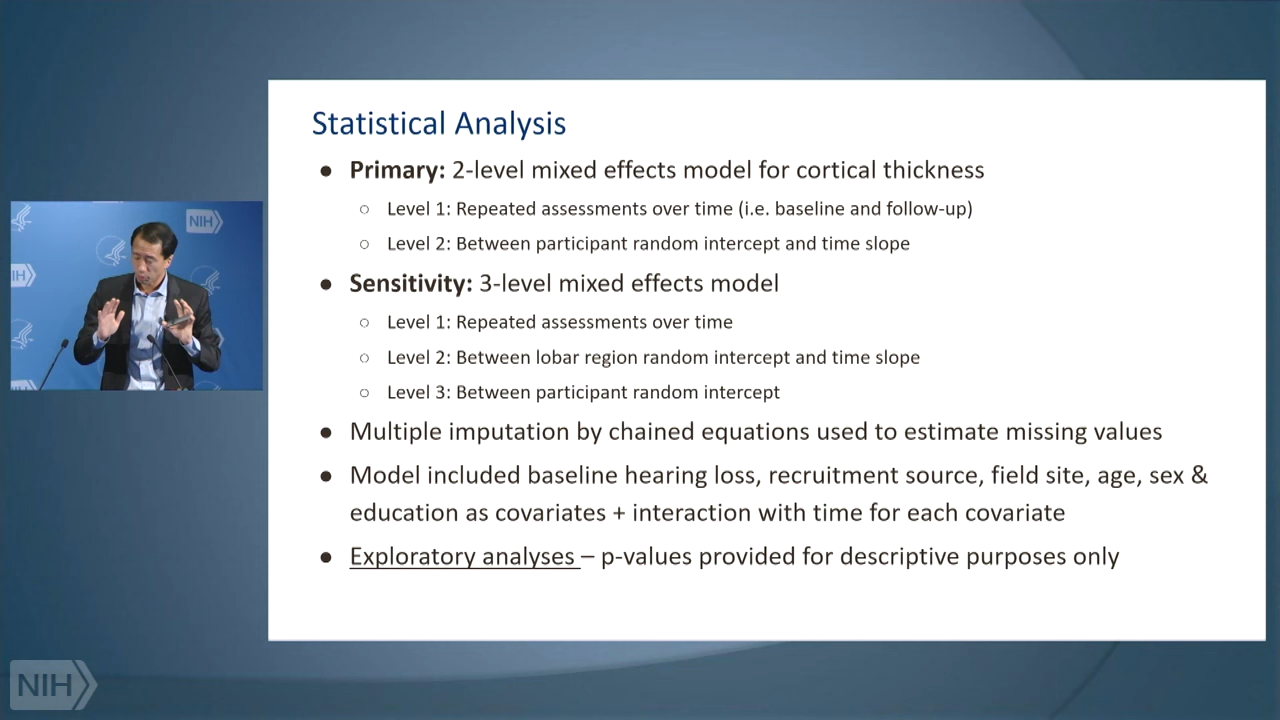 Statistical Analysis
● Primary: 2-level mixed effects model for cortical thickness
○ Level 1: Repeated assessments over time (i.e. baseline and follow-up)
○ Level 2: Between participant random intercept and time slope
● Sensitivity: 3-level mixed effects model
○ Level 1: Repeated assessments over time
○ Level 2: Between lobar region random intercept and time slope
○ Level 3: Between participant random intercept
● Multiple imputation by chained equations used to estimate missing values
● Model included baseline hearing loss, recruitment source, field site, age, sex &
education as covariates + interaction with time for each covariate
● Exploratory analyses – p-values provided for descriptive purposes only
NIH
IH
NIH